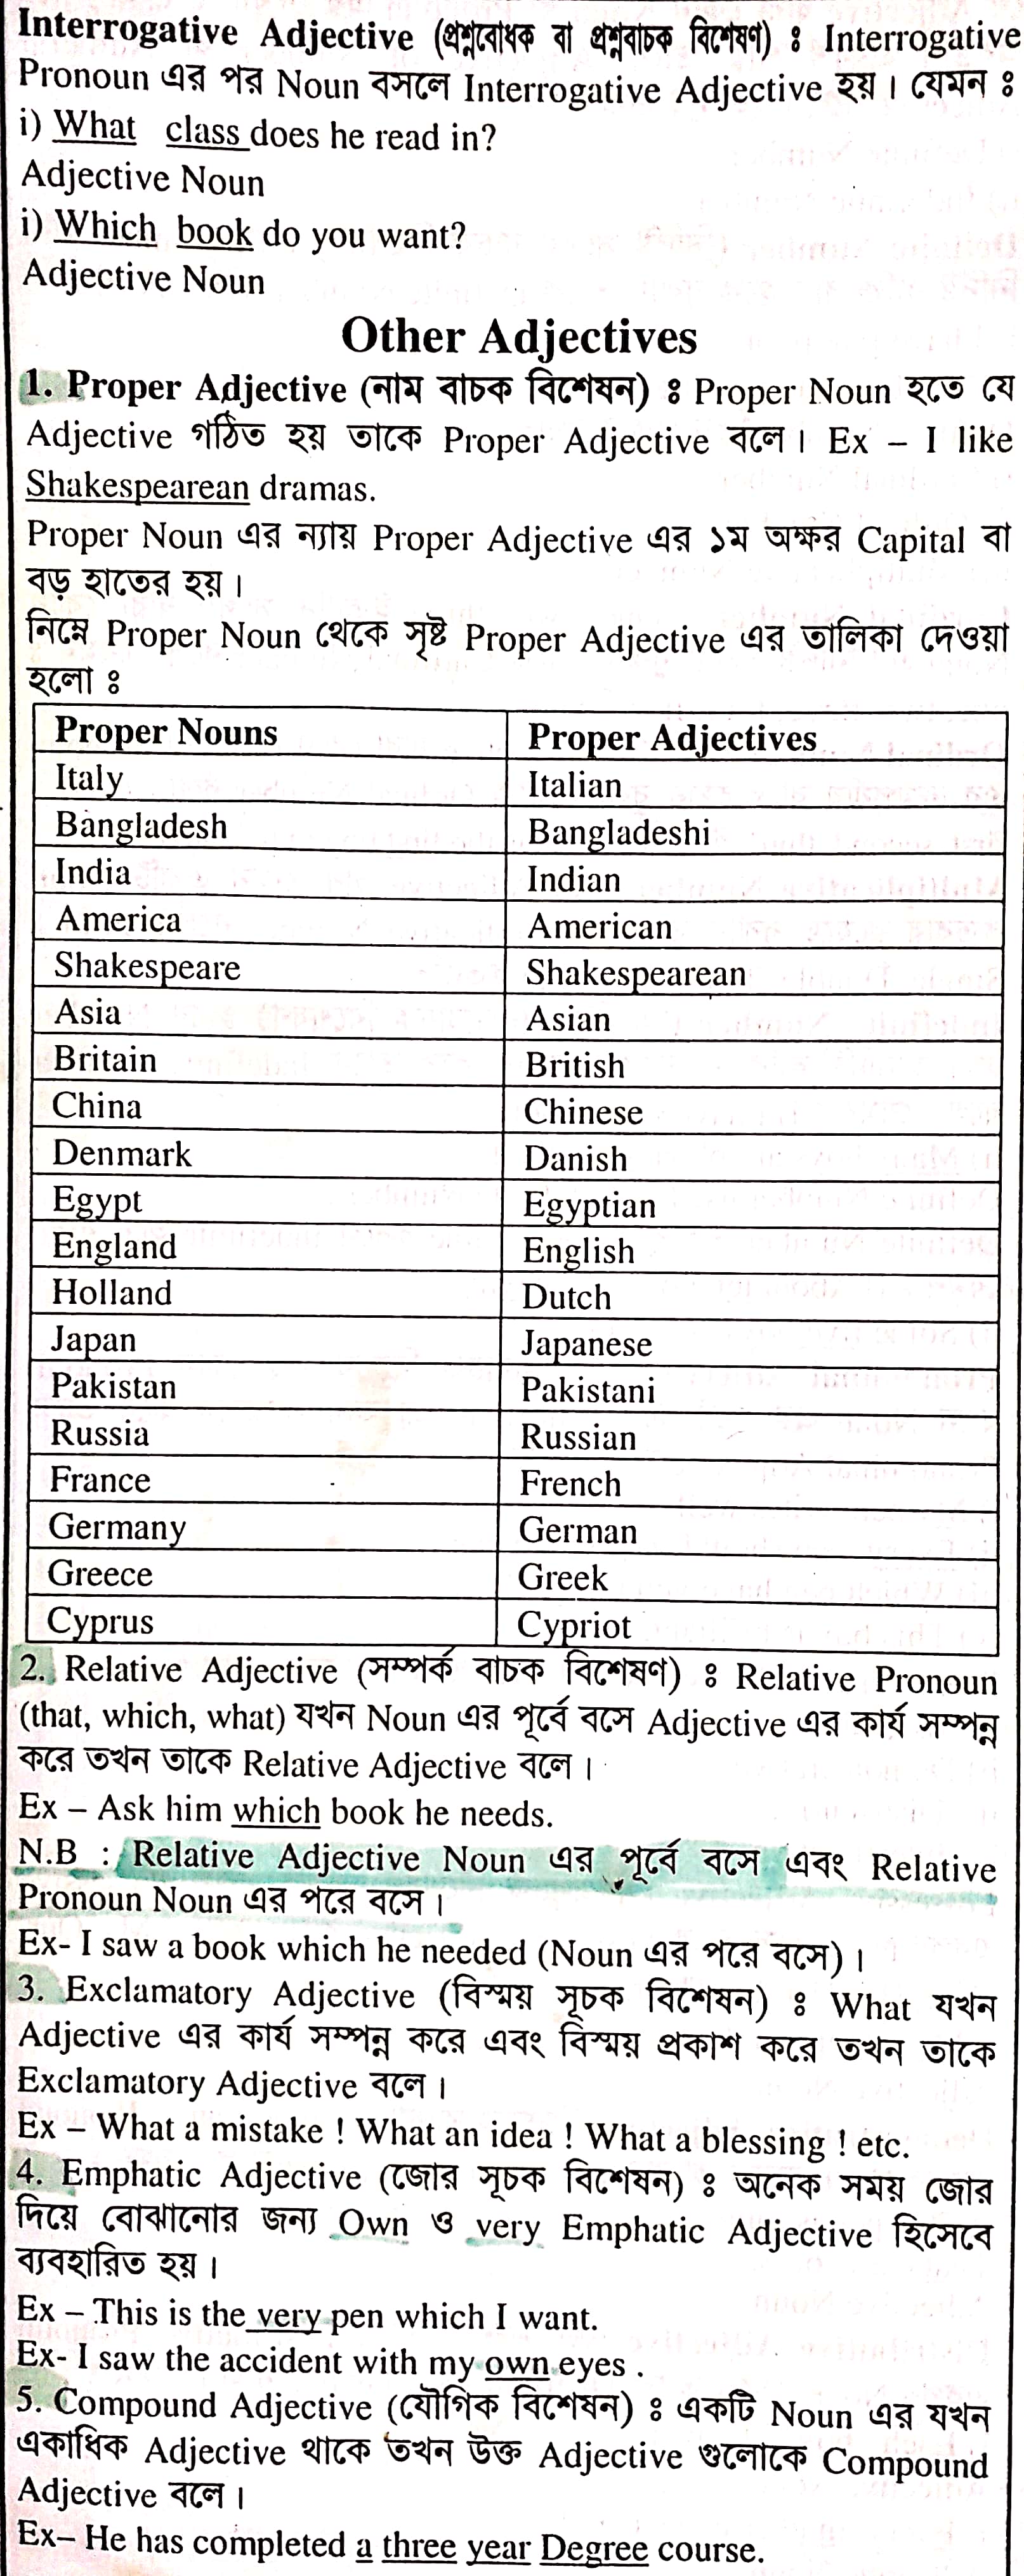 Interrogative Adjective (প্রশ্নবোধক বা প্রশ্নবাচক বিশেষণ) ঃ Interrogative
Pronoun এর পর Noun বসলে Interrogative Adjective হয়। যেমন ঃ
i) What class does he read in?
Adjective Noun
i) Which book do you want?
Adjective Noun
Other Adjectives
1. Proper Adjective (নাম বাচক বিশেষন) ঃ Proper Noun হতে যে
Adjective গঠিত হয় তাকে Proper Adjective বলে। Ex – I like
Shakespearean dramas.
Proper Noun এর ন্যায় Proper Adjective এর ১ম অক্ষর Capital বা
বড় হাতের হয়।
নিম্নে Proper Noun থেকে সৃষ্ট Proper Adjective এর তালিকা দেওয়া
হলো ঃ
Proper Nouns Proper Adjectives
Italy Italian
Bangladesh Bangladeshi
India Indian
America American
Shakespeare Shakespearean
Asia Asian
Britain British
China Chinese
Denmark Danish
Egypt Egyptian
England English
Holland Dutch
Japan Japanese
Pakistan Pakistani
Russia Russian
France French
Germany German
Greece Greek
Cyprus Cypriot
2. Relative Adjective (সম্পর্ক বাচক বিশেষণ) ঃ Relative Pronoun
(that, which, what) যখন Noun এর পূর্বে বসে Adjective এর কার্য সম্পন্ন
করে তখন তাকে Relative Adjective বলে।
Ex – Ask him which book he needs.
N.B : Relative Adjective Noun এর পূর্বে বসে এবং Relative
Pronoun Noun এর পরে বসে।
Ex- I saw a book which he needed (Noun এর পরে বসে)।
3. Exclamatory Adjective (বিস্ময় সূচক বিশেষন) ঃ What যখন
Adjective এর কার্য সম্পন্ন করে এবং বিস্ময় প্রকাশ করে তখন তাকে
Exclamatory Adjective বলে।
Ex – What a mistake ! What an idea ! What a blessing ! etc.
4. Emphatic Adjective (জোর সূচক বিশেষন) ঃ অনেক সময় জোর
দিয়ে বোঝানোর জন্য Own ও very Emphatic Adjective হিসেবে
ব্যবহারিত হয়।
Ex – This is the very pen which I want.
Ex- I saw the accident with my own eyes .
5. Compound Adjective (যৌগিক বিশেষন) ঃ একটি Noun এর যখন
একাধিক Adjective থাকে তখন উক্ত Adjective গুলোকে Compound
Adjective বলে।
Ex– He has completed a three year Degree course.